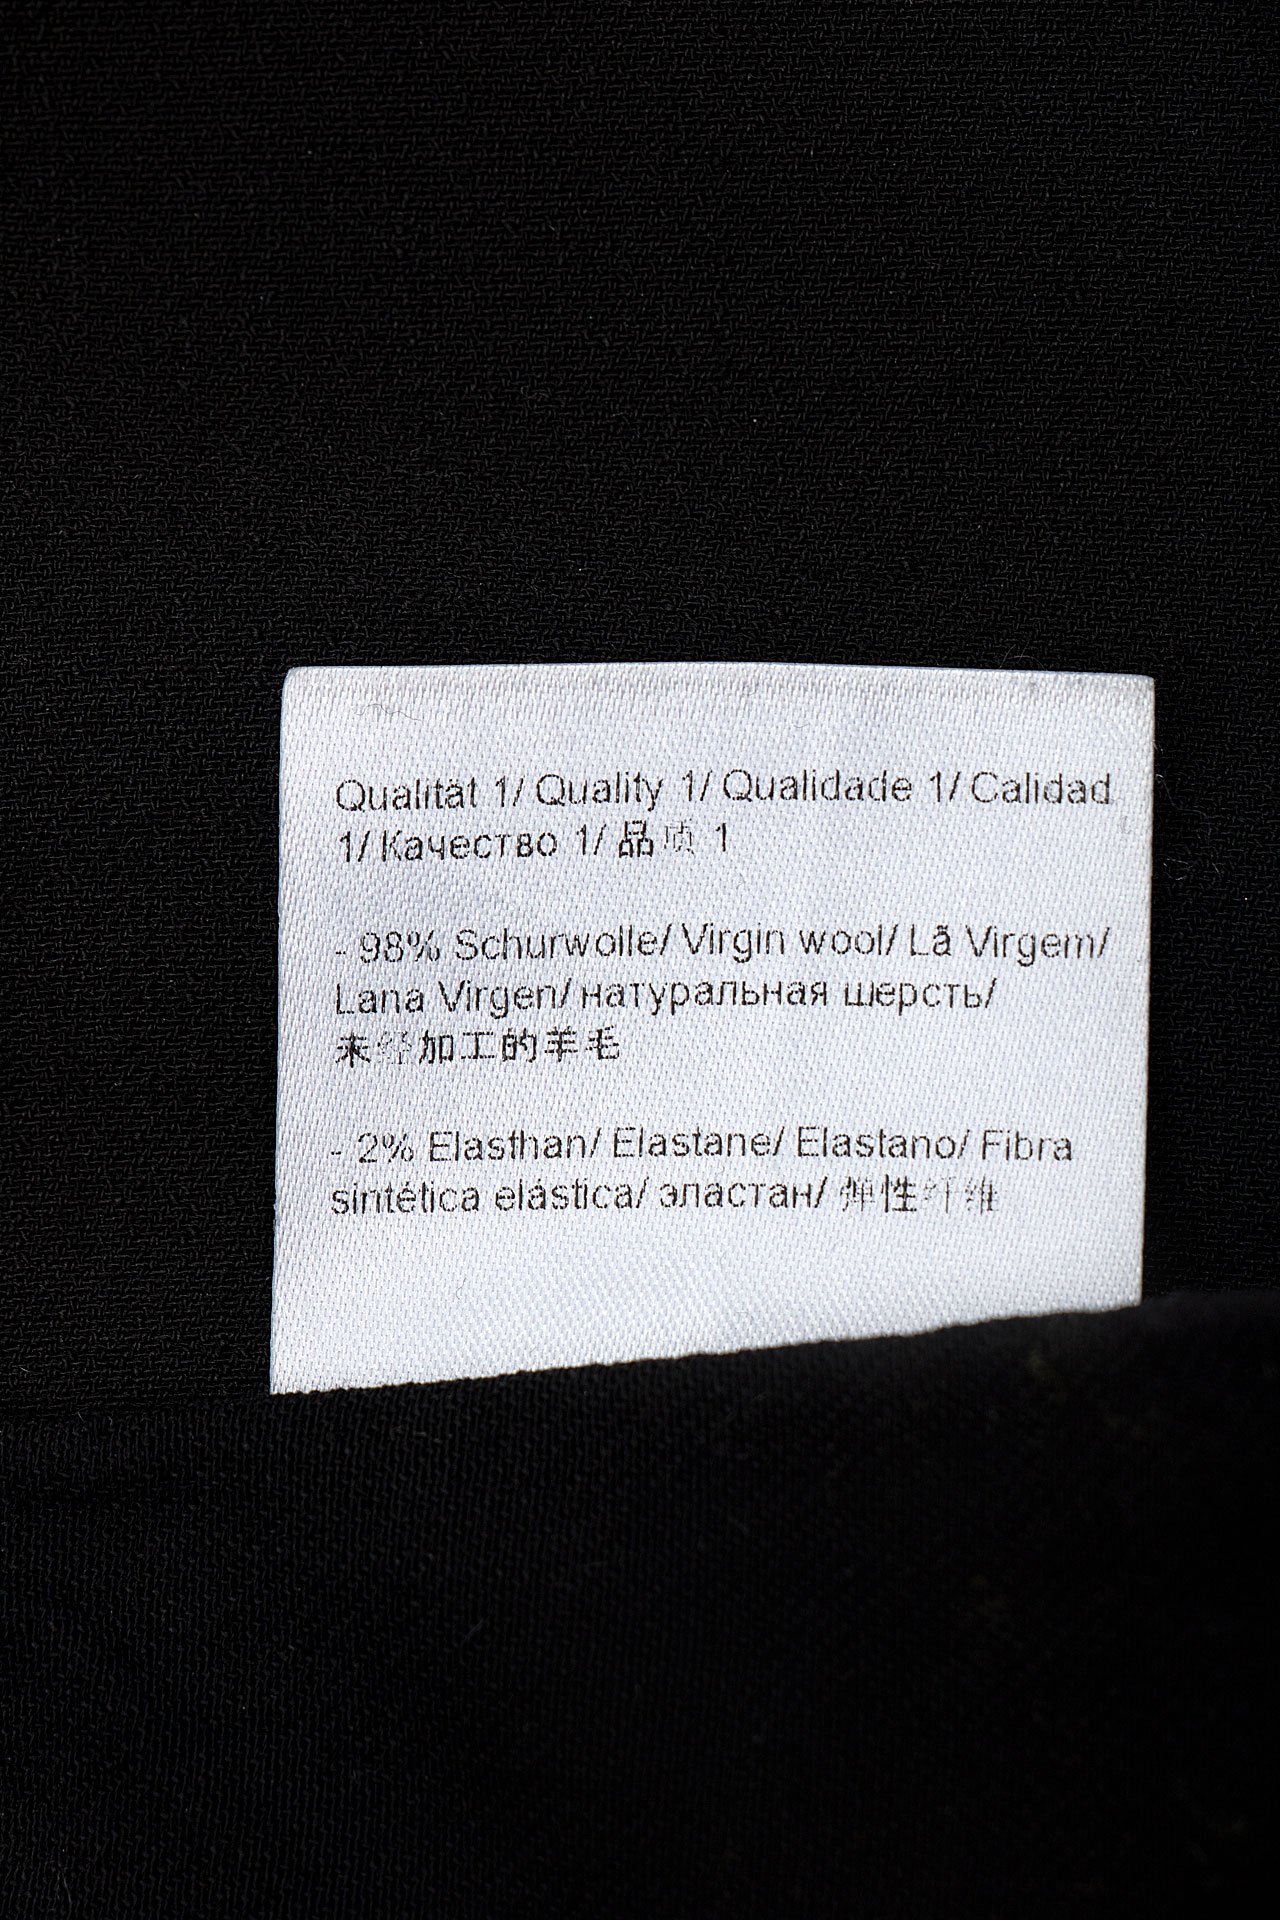 Qualität 1/ Quality 1/ Qualidade 1/ Calidad
1/ Качество 1/ 品质 1
- 98% Schurwolle/ Virgin wool/ Lã Virgem/
Lana Virgen/ натуральная шерсть/
未经加工的羊毛
- 2% Elasthan/ Elastane/ Elastano/ Fibra
sintética elástica/ эластан/ 弹性纤维